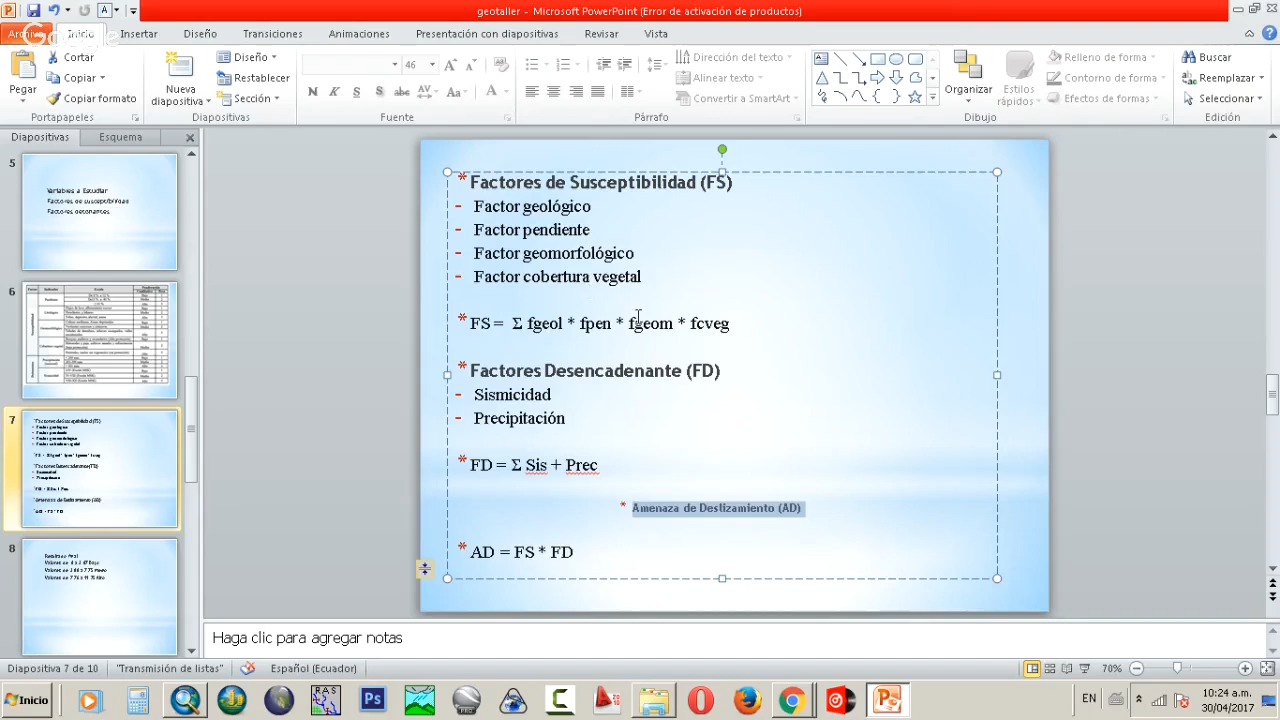 geotaller - Microsoft PowerPoint (Error de activación de productos)
Archivo Inicio Insertar Diseño Transiciones Animaciones Presentación con diapositivas Revisar Vista
Cortar
Copiar
Copiar formato
Pegar
Portapapeles
Nueva diapositiva
Diseño
Restablecer
Sección
Diapositivas
46
N K S S abc AV Aa A
Fuente
Párrafo
Dirección del texto
Alinear texto
Convertir a SmartArt
Organizar
Estilos rápidos
Relleno de forma
Contorno de forma
Efectos de formas
Dibujo
Buscar
Reemplazar
Seleccionar
Edición
Diapositivas Esquema
5
Variables a Estudiar
Factores de susceptibilidad
Factores detonantes
6
7
8
* Factores de Susceptibilidad (FS)
- Factor geológico
- Factor pendiente
- Factor geomorfológico
- Factor cobertura vegetal
* FS = Σ fgeol * fpen * fgeom * fcveg
* Factores Desencadenante (FD)
- Sismicidad
- Precipitación
* FD = Σ Sis + Prec
* Amenaza de Deslizamiento (AD)
* AD = FS * FD
Haga clic para agregar notas
Diapositiva 7 de 10 "Transmisión de listas" Español (Ecuador) 70%
Inicio RAS Ps EN 10:24 a.m.
30/04/2017